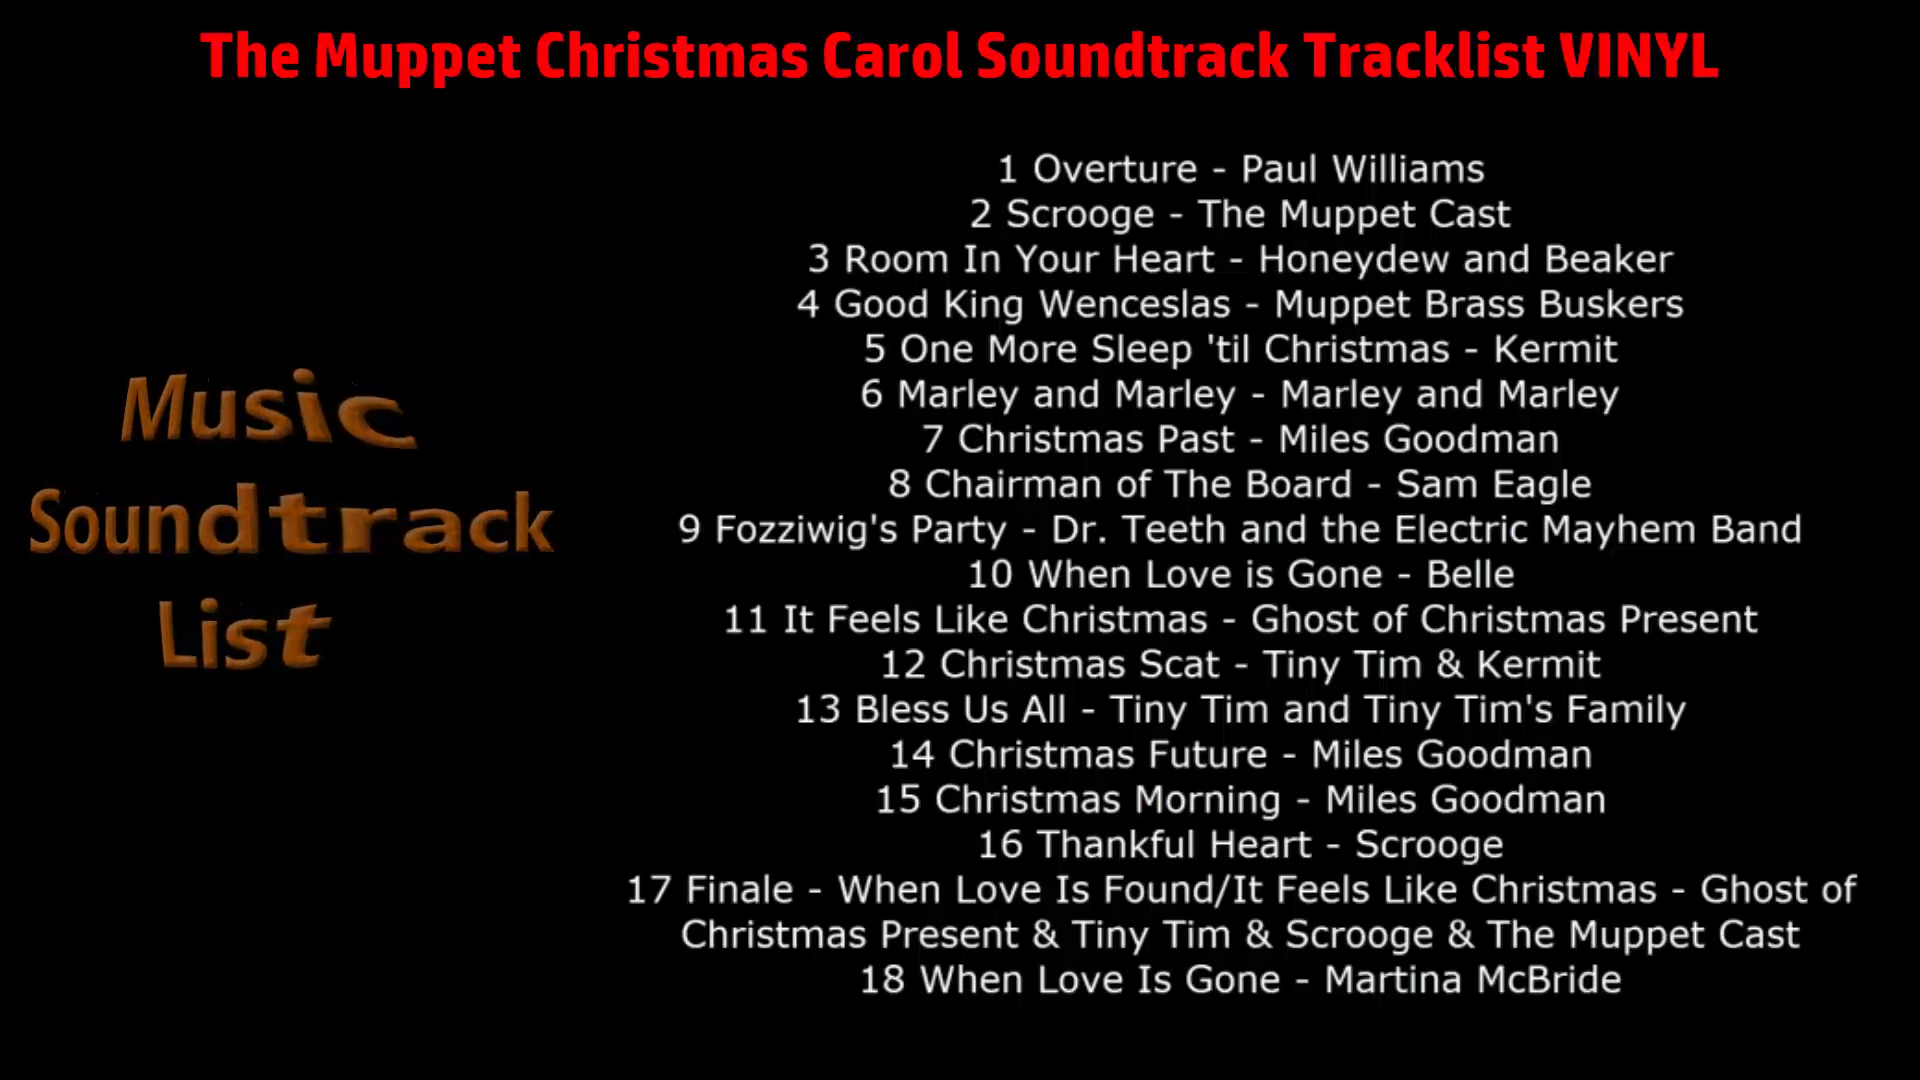 The Muppet Christmas Carol Soundtrack Tracklist VINYL
Music
Soundtrack
List
1 Overture - Paul Williams
2 Scrooge - The Muppet Cast
3 Room In Your Heart - Honeydew and Beaker
4 Good King Wenceslas - Muppet Brass Buskers
5 One More Sleep 'til Christmas - Kermit
6 Marley and Marley - Marley and Marley
7 Christmas Past - Miles Goodman
8 Chairman of The Board - Sam Eagle
9 Fozziwig's Party - Dr. Teeth and the Electric Mayhem Band
10 When Love is Gone - Belle
11 It Feels Like Christmas - Ghost of Christmas Present
12 Christmas Scat - Tiny Tim & Kermit
13 Bless Us All - Tiny Tim and Tiny Tim's Family
14 Christmas Future - Miles Goodman
15 Christmas Morning - Miles Goodman
16 Thankful Heart - Scrooge
17 Finale - When Love Is Found/It Feels Like Christmas - Ghost of
Christmas Present & Tiny Tim & Scrooge & The Muppet Cast
18 When Love Is Gone - Martina McBride